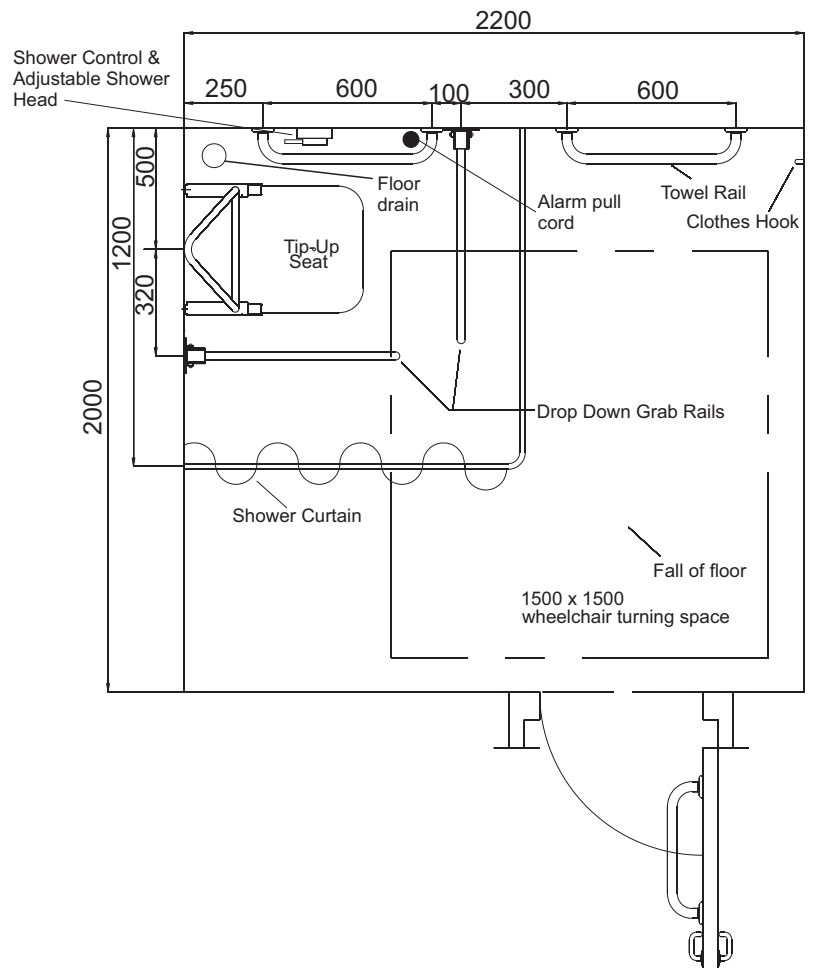 2200
Shower Control &
Adjustable Shower
Head
250
600
100
300
600
500
1200
320
2000
Floor
drain
Alarm pull
cord
Towel Rail
Clothes Hook
Tip-Up
Seat
Drop Down Grab Rails
Shower Curtain
Fall of floor
1500 x 1500
wheelchair turning space